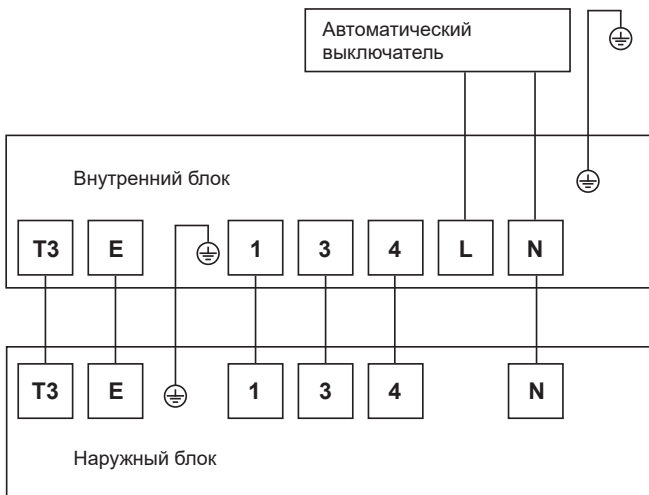 Автоматический
выключатель
Внутренний блок
T3 E 1 3 4 L N
T3 E 1 3 4 N
Наружный блок